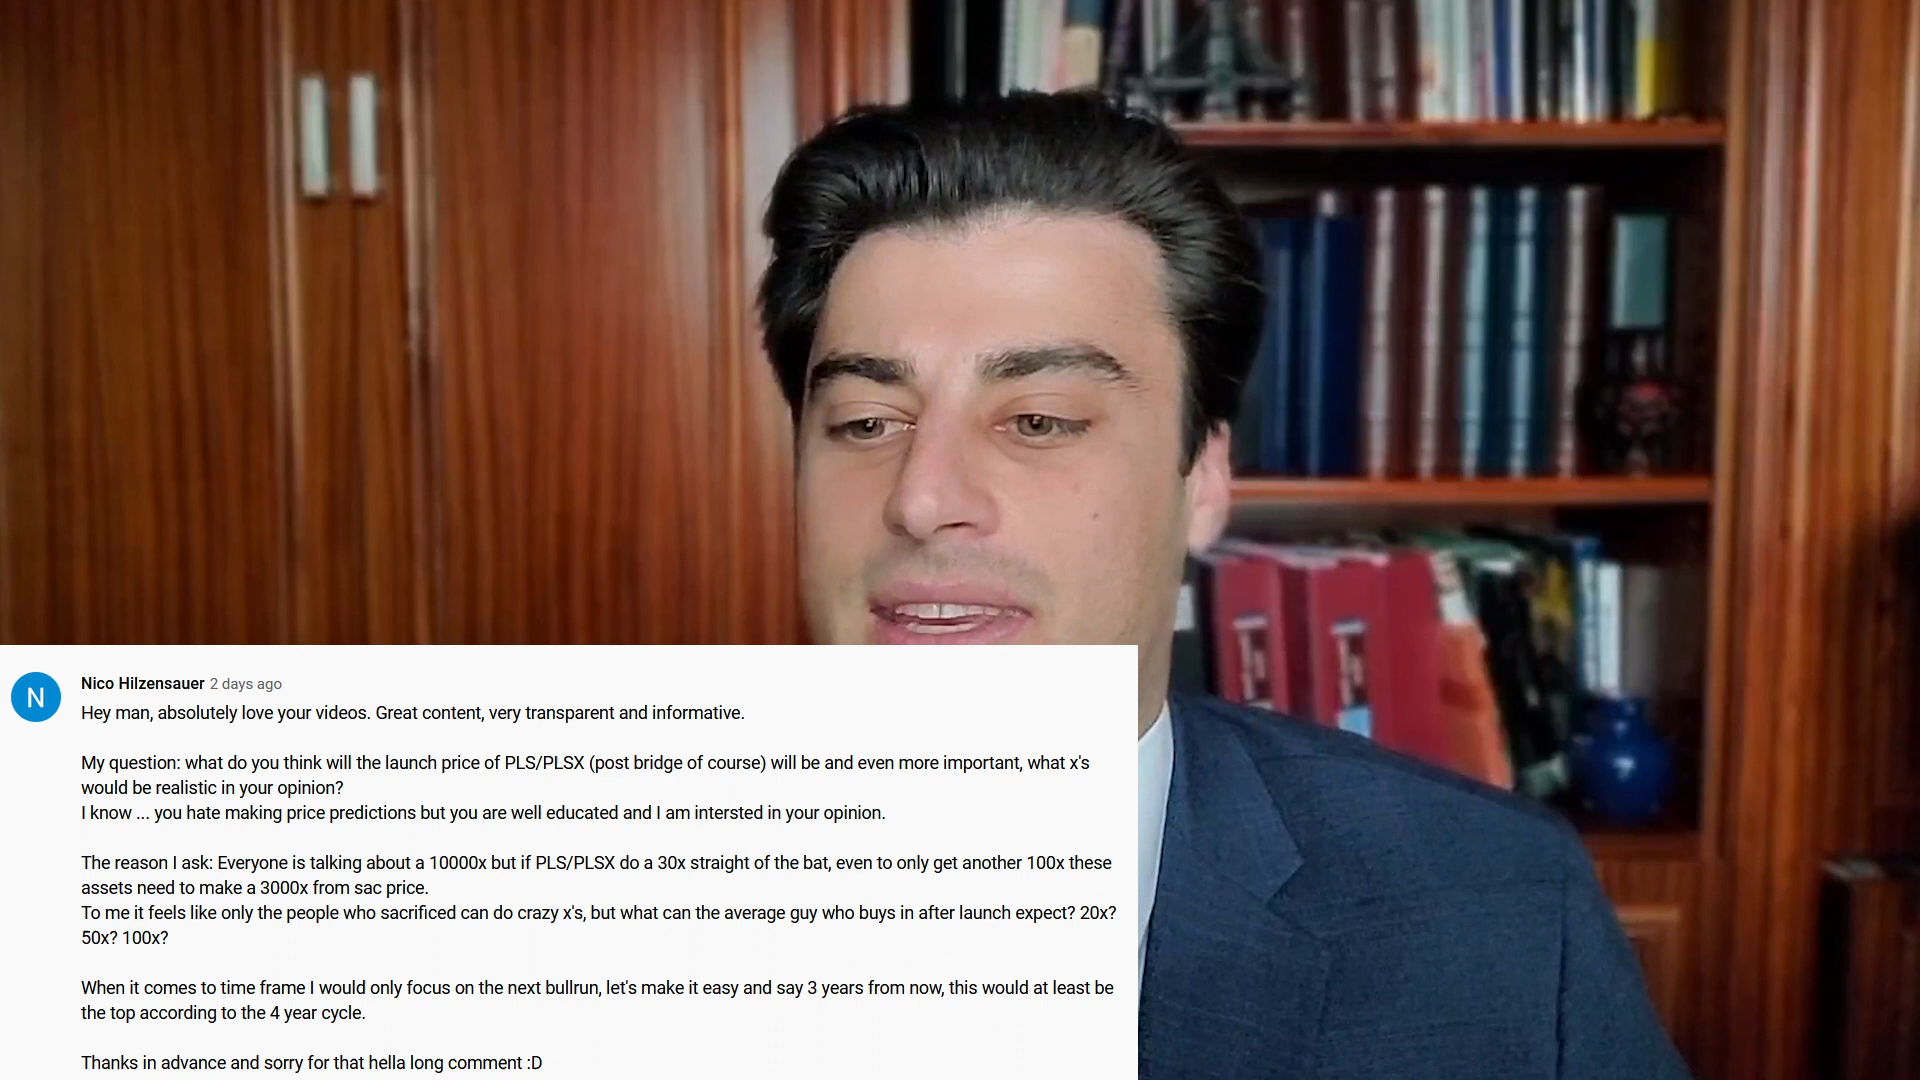 N
Nico Hilzensauer 2 days ago
Hey man, absolutely love your videos. Great content, very transparent and informative.
My question: what do you think will the launch price of PLS/PLSX (post bridge of course) will be and even more important, what x's
would be realistic in your opinion?
I know ... you hate making price predictions but you are well educated and I am intersted in your opinion.
The reason I ask: Everyone is talking about a 10000x but if PLS/PLSX do a 30x straight of the bat, even to only get another 100x these
assets need to make a 3000x from sac price.
To me it feels like only the people who sacrificed can do crazy x's, but what can the average guy who buys in after launch expect? 20x?
50x? 100x?
When it comes to time frame I would only focus on the next bullrun, let's make it easy and say 3 years from now, this would at least be
the top according to the 4 year cycle.
Thanks in advance and sorry for that hella long comment :D